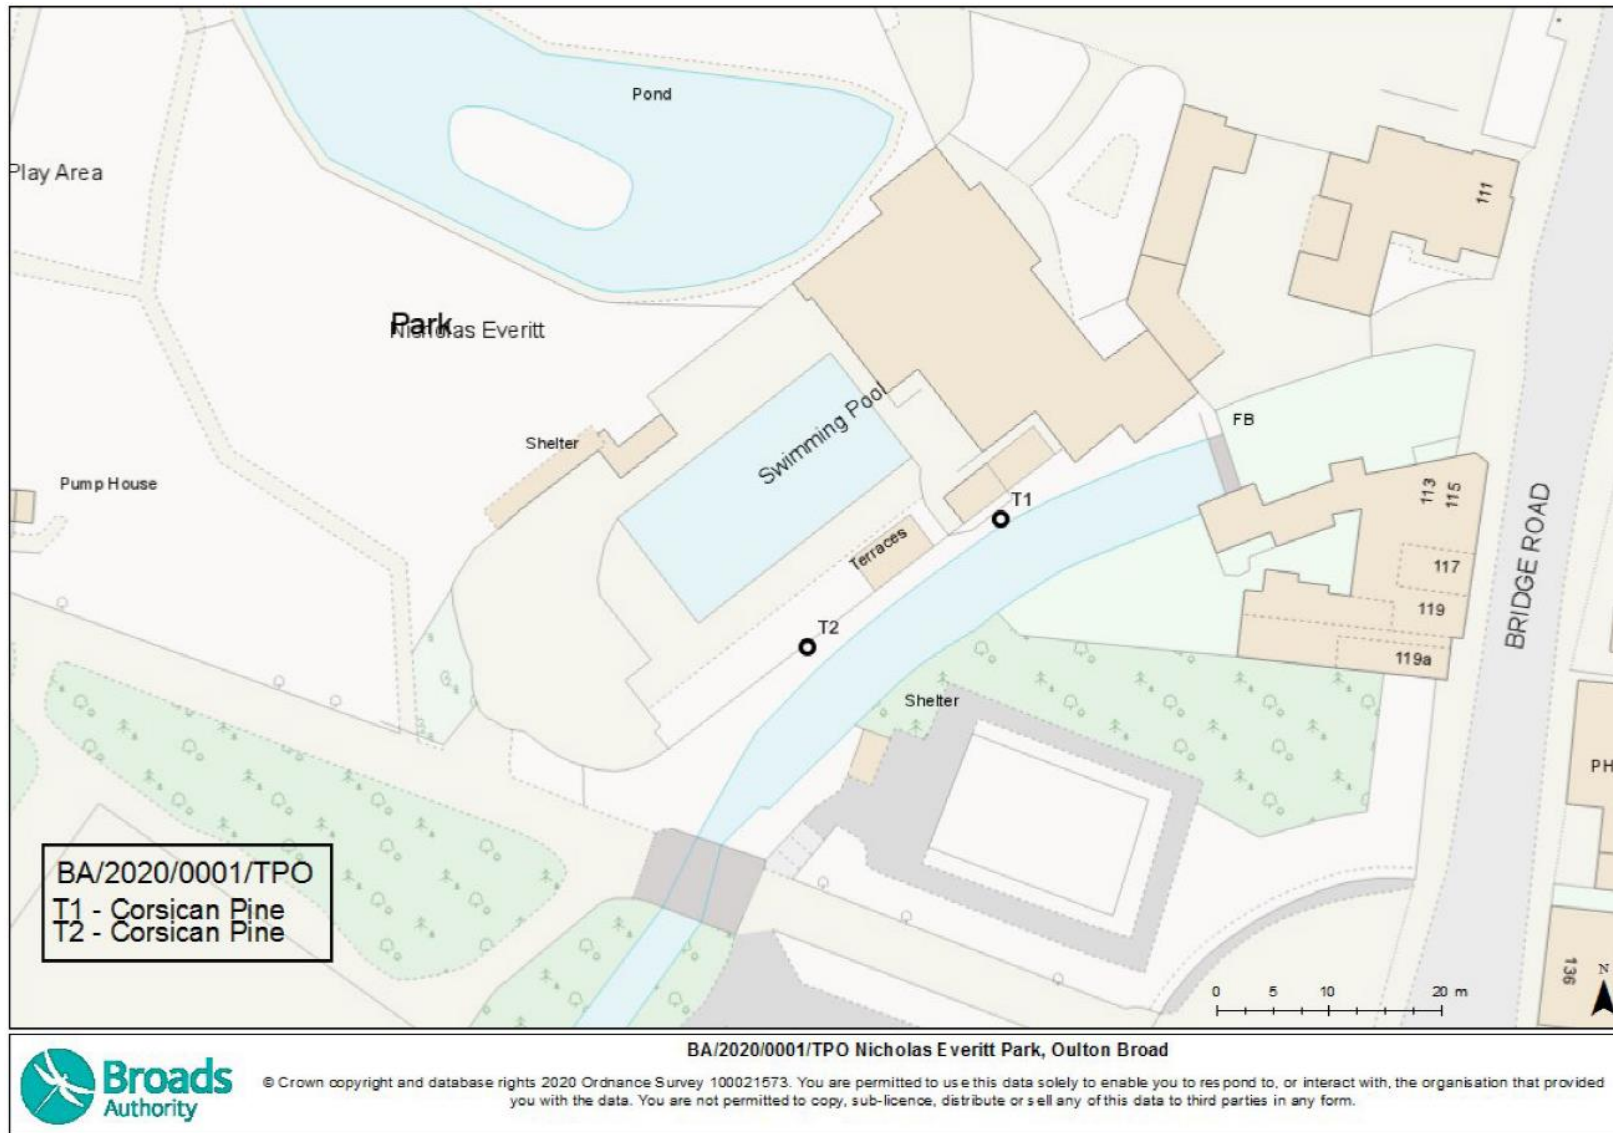 Pond
Play Area
111
Park
Nicholas Everitt
Swimming Pool
FB
Shelter
Pump House
113
115
T1
Terraces
BRIDGE ROAD
117
119
T2
119a
Shelter
PH
BA/2020/0001/TPO
T1 - Corsican Pine
T2 - Corsican Pine
136
N
0 5 10 20 m
BA/2020/0001/TPO Nicholas Everitt Park, Oulton Broad
Broads
Authority
© Crown copyright and database rights 2020 Ordnance Survey 100021573. You are permitted to use this data solely to enable you to respond to, or interact with, the organisation that provided
you with the data. You are not permitted to copy, sub-licence, distribute or sell any of this data to third parties in any form.